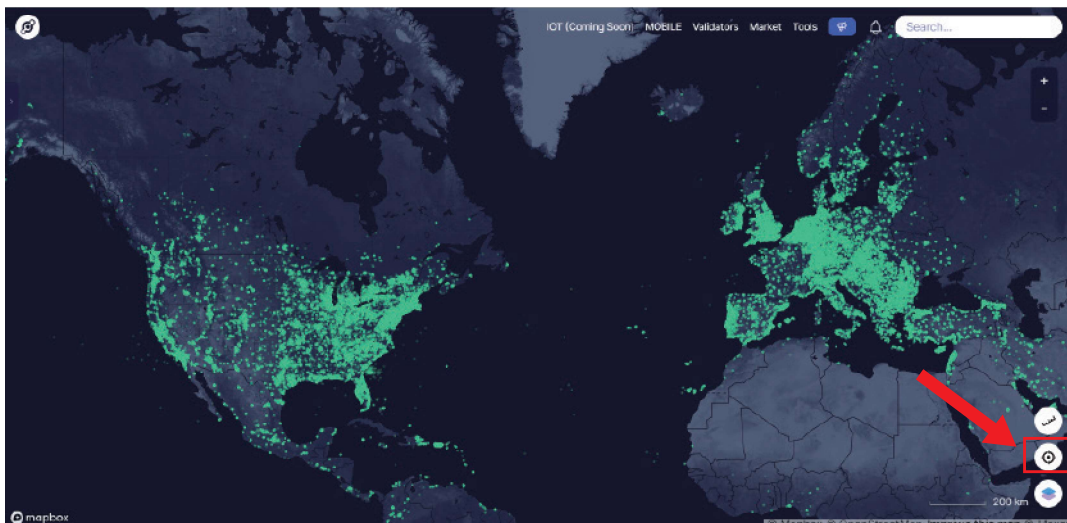 IOT (Coming Soon) MOBILE Validators Market Tools Search...
+
-
200 km
mapbox